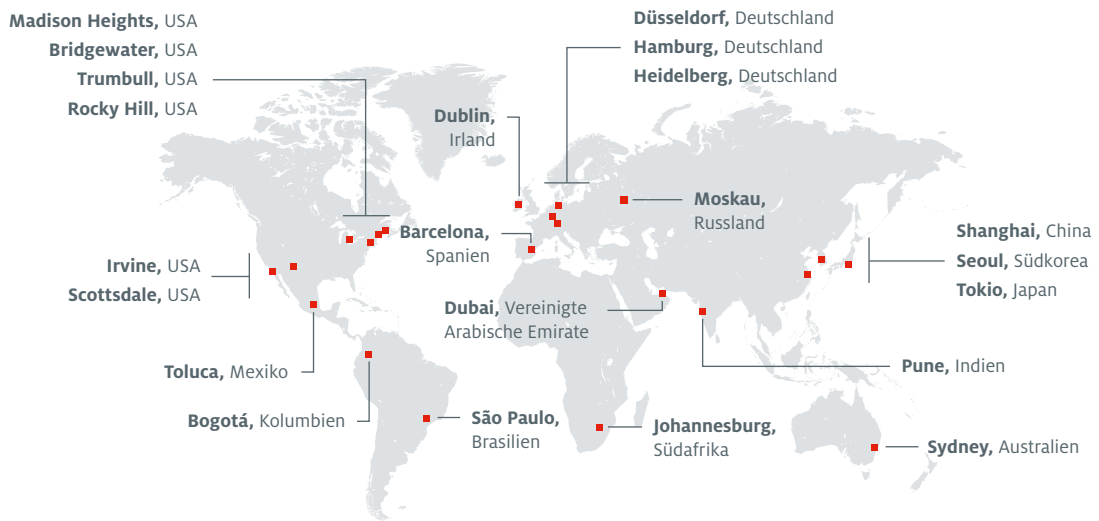 Madison Heights, USA
Bridgewater, USA
Trumbull, USA
Rocky Hill, USA
Düsseldorf, Deutschland
Hamburg, Deutschland
Heidelberg, Deutschland
Dublin,
Irland
Moskau,
Russland
Barcelona,
Spanien
Shanghai, China
Seoul, Südkorea
Tokio, Japan
Irvine, USA
Scottsdale, USA
Dubai, Vereinigte
Arabische Emirate
Toluca, Mexiko
Pune, Indien
Bogotá, Kolumbien
São Paulo,
Brasilien
Johannesburg,
Südafrika
Sydney, Australien